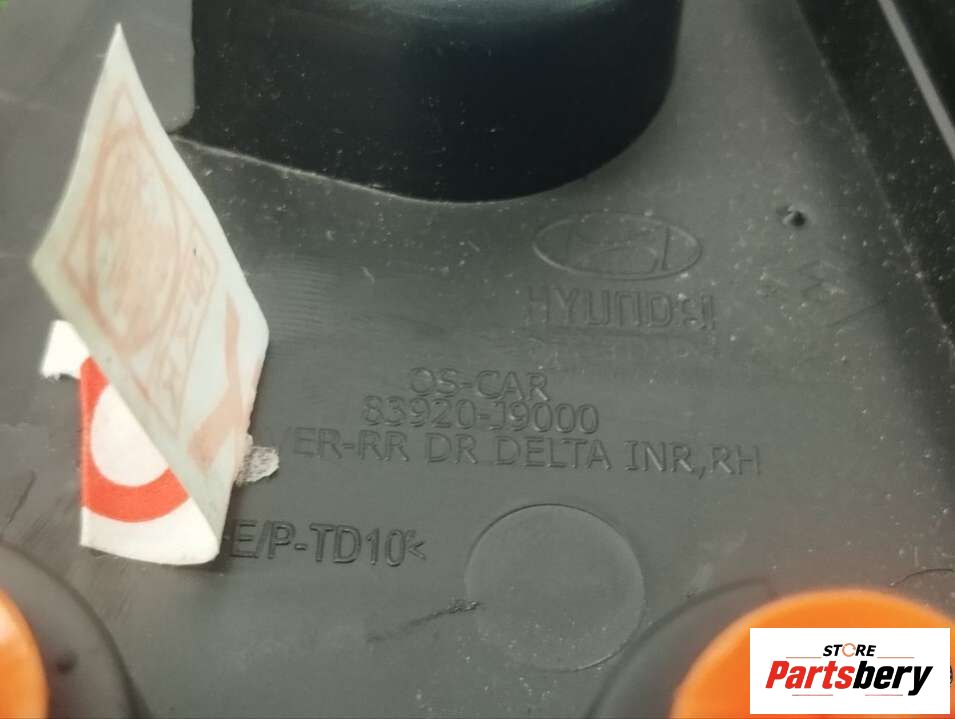 HYUNDAI
OS-CAR
83920-J9000
VER-RR DR DELTA INR,RH
E/P-TD10<
STORE
Partsbery